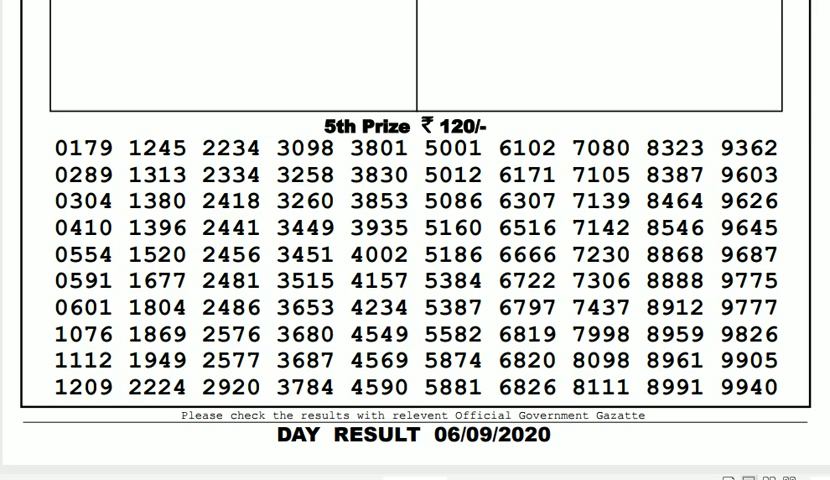 5th Prize ₹ 120/-
0179 1245 2234 3098 3801 5001 6102 7080 8323 9362
0289 1313 2334 3258 3830 5012 6171 7105 8387 9603
0304 1380 2418 3260 3853 5086 6307 7139 8464 9626
0410 1396 2441 3449 3935 5160 6516 7142 8546 9645
0554 1520 2456 3451 4002 5186 6666 7230 8868 9687
0591 1677 2481 3515 4157 5384 6722 7306 8888 9775
0601 1804 2486 3653 4234 5387 6797 7437 8912 9777
1076 1869 2576 3680 4549 5582 6819 7998 8959 9826
1112 1949 2577 3687 4569 5874 6820 8098 8961 9905
1209 2224 2920 3784 4590 5881 6826 8111 8991 9940
Please check the results with relevent Official Government Gazatte
DAY RESULT 06/09/2020